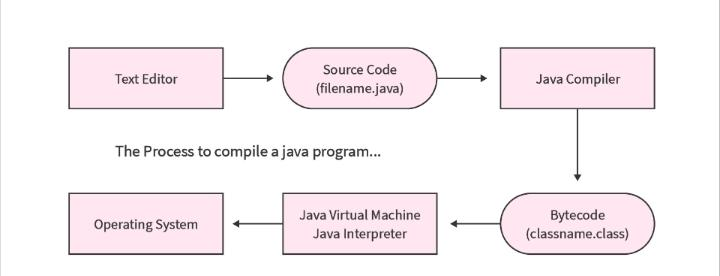 Text Editor
Source Code
(filename.java)
Java Compiler
The Process to compile a java program...
Operating System
Java Virtual Machine
Java Interpreter
Bytecode
(classname.class)